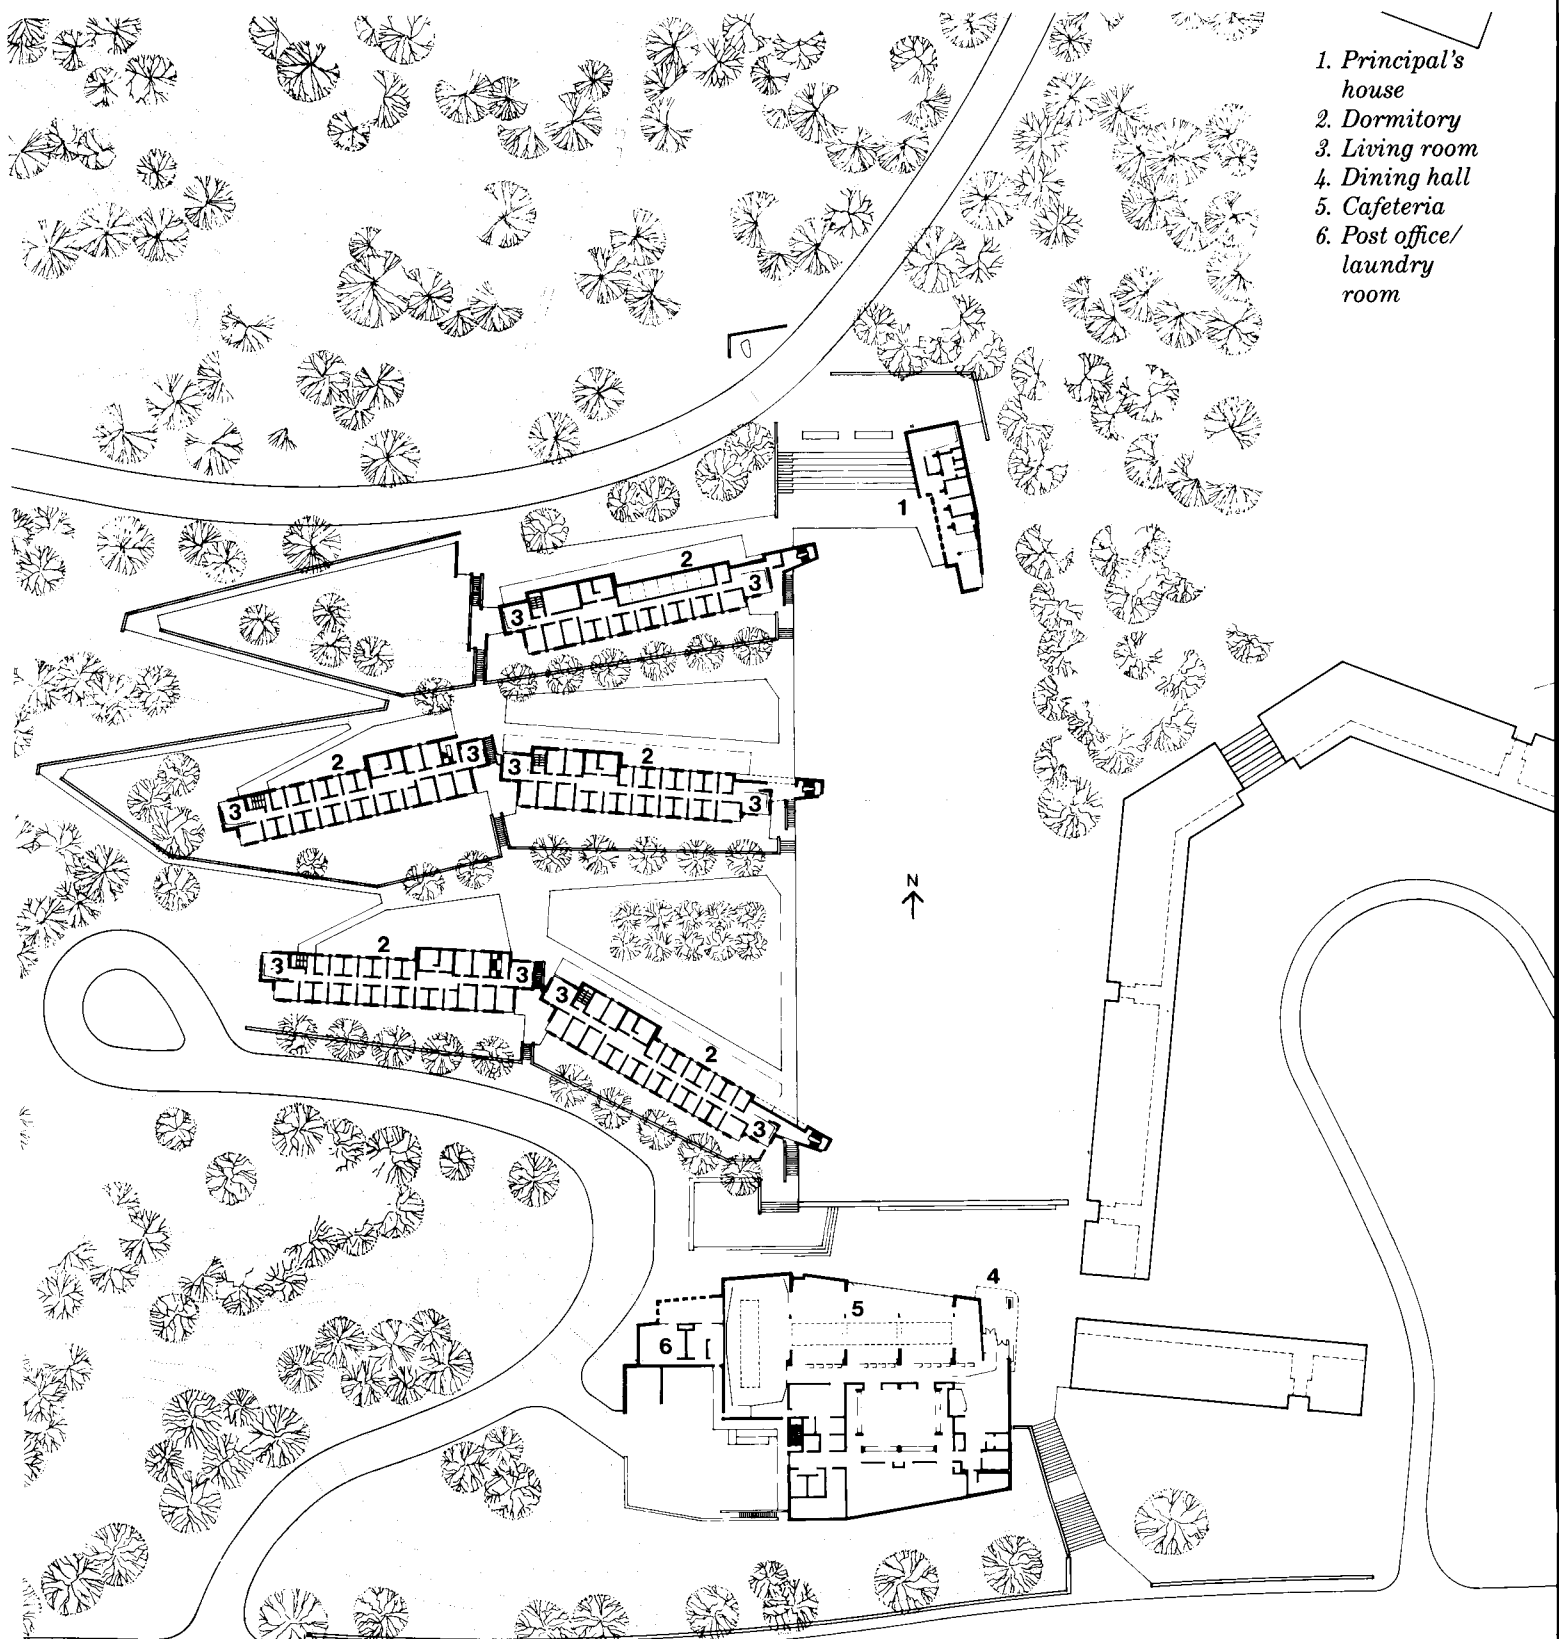 1. Principal's
house
2. Dormitory
3. Living room
4. Dining hall
5. Cafeteria
6. Post office/
laundry
room
1
2
3
3
2
3
2
3
3
3
N
2
3
3
3
2
3
4
5
6